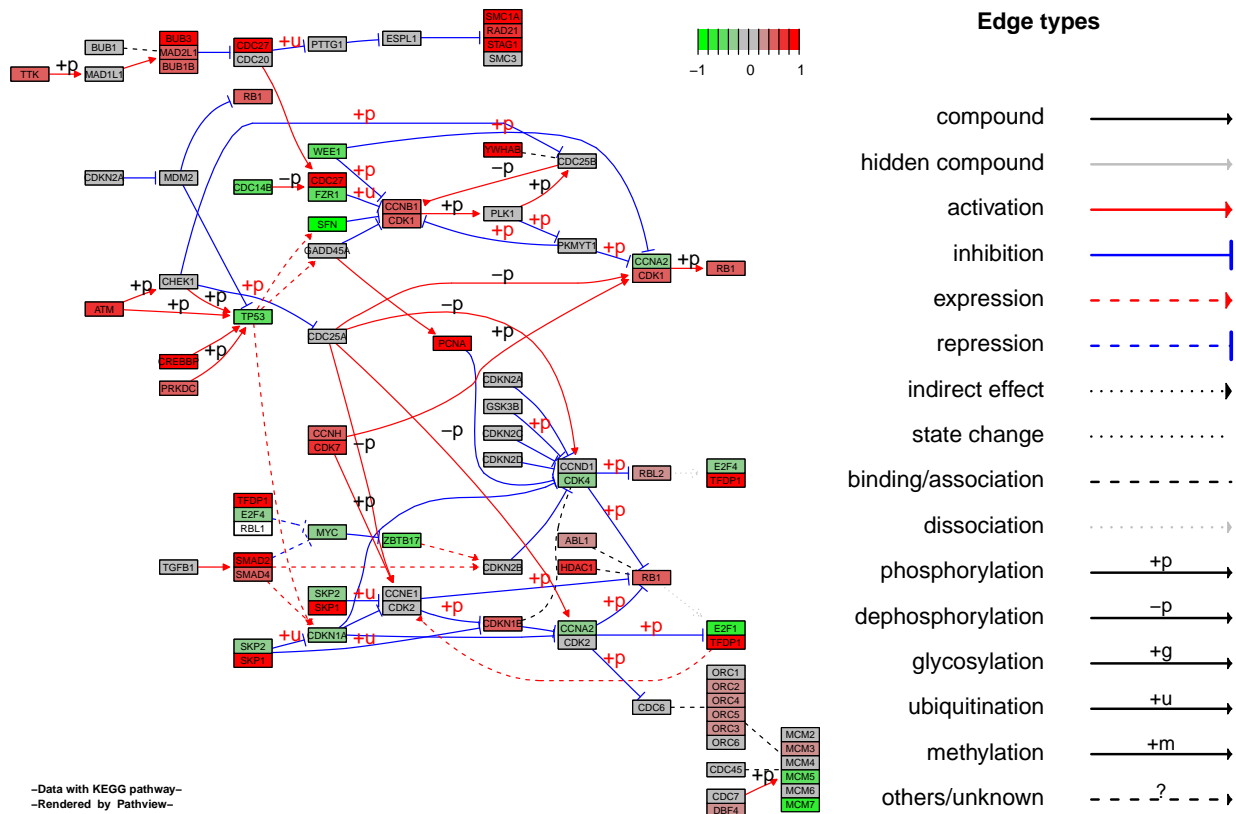 SMC1A
RAD21
STAG1
SMC3
BUB3
MAD2L1
BUB1B
BUB1
TTK
+p
MAD1L1
CDC27
CDC20
+u
PTTG1
ESPL1
RB1
−1
0
1
Edge types
compound
hidden compound
activation
inhibition
expression
repression
indirect effect
state change
binding/association
dissociation
phosphorylation
+p
dephosphorylation
−p
glycosylation
+g
ubiquitination
+u
methylation
+m
others/unknown
?
+p
+p
WEE1
YWHAB
CDC25B
CDKN2A
MDM2
CDC14B
−p
CDC27
FZR1
+p
+u
−p
+p
CCNB1
CDK1
+p
PLK1
SFN
GADD45A
+p
+p
PKMYT1
+p
CCNA2
CDK1
+p
RB1
CHEK1
+p
+p
+p
+p
ATM
TP53
−p
−p
+p
CDC25A
PCNA
CREBBP
+p
PRKDC
CDKN2A
GSK3B
+p
CDKN2C
CDKN2D
CCNH
CDK7
−p
−p
CCND1
CDK4
+p
RBL2
E2F4
TFDP1
+p
+p
TFDP1
E2F4
RBL1
MYC
ZBTB17
ABL1
TGFB1
SMAD2
SMAD4
CDKN2B
HDAC1
RB1
+p
SKP2
SKP1
+u
CCNE1
CDK2
+p
+p
CDKN1B
CDKN1A
+u
+u
SKP2
SKP1
CCNA2
CDK2
+p
+p
E2F1
TFDP1
CDC6
ORC1
ORC2
ORC4
ORC5
ORC3
ORC6
CDC45
CDC7
DBF4
+p
MCM2
MCM3
MCM4
MCM5
MCM6
MCM7
−Data with KEGG pathway−
−Rendered by Pathview−